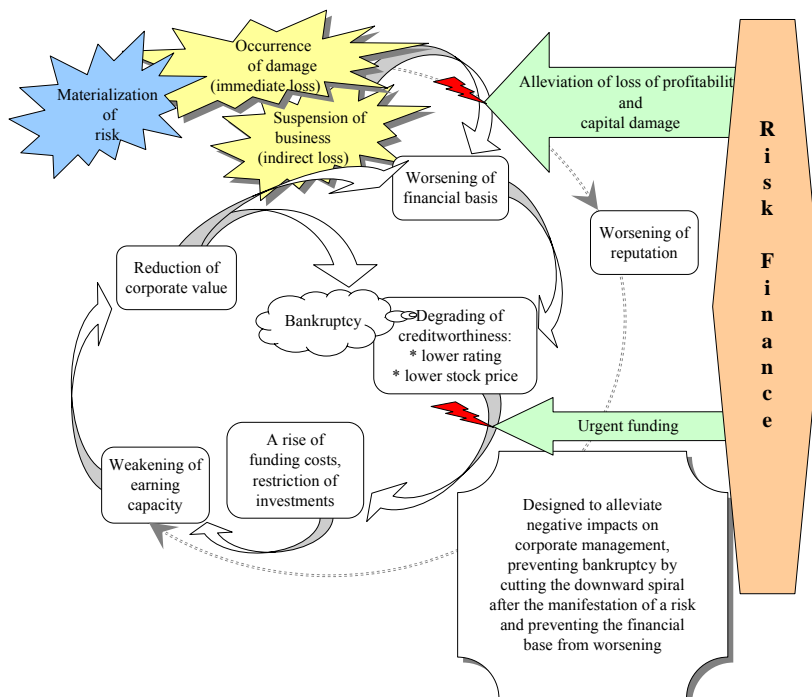 Occurrence
of damage
(immediate loss)
Materialization
of
risk
Suspension of
business
(indirect loss)
Alleviation of loss of profitabilit
and
capital damage
Risk Finance
Worsening of
financial basis
Worsening of
reputation
Reduction of
corporate value
Bankruptcy
Degrading of
creditworthiness:
* lower rating
* lower stock price
Urgent funding
A rise of
funding costs,
restriction of
investments
Weakening of
earning
capacity
Designed to alleviate
negative impacts on
corporate management,
preventing bankruptcy by
cutting the downward spiral
after the manifestation of a risk
and preventing the financial
base from worsening